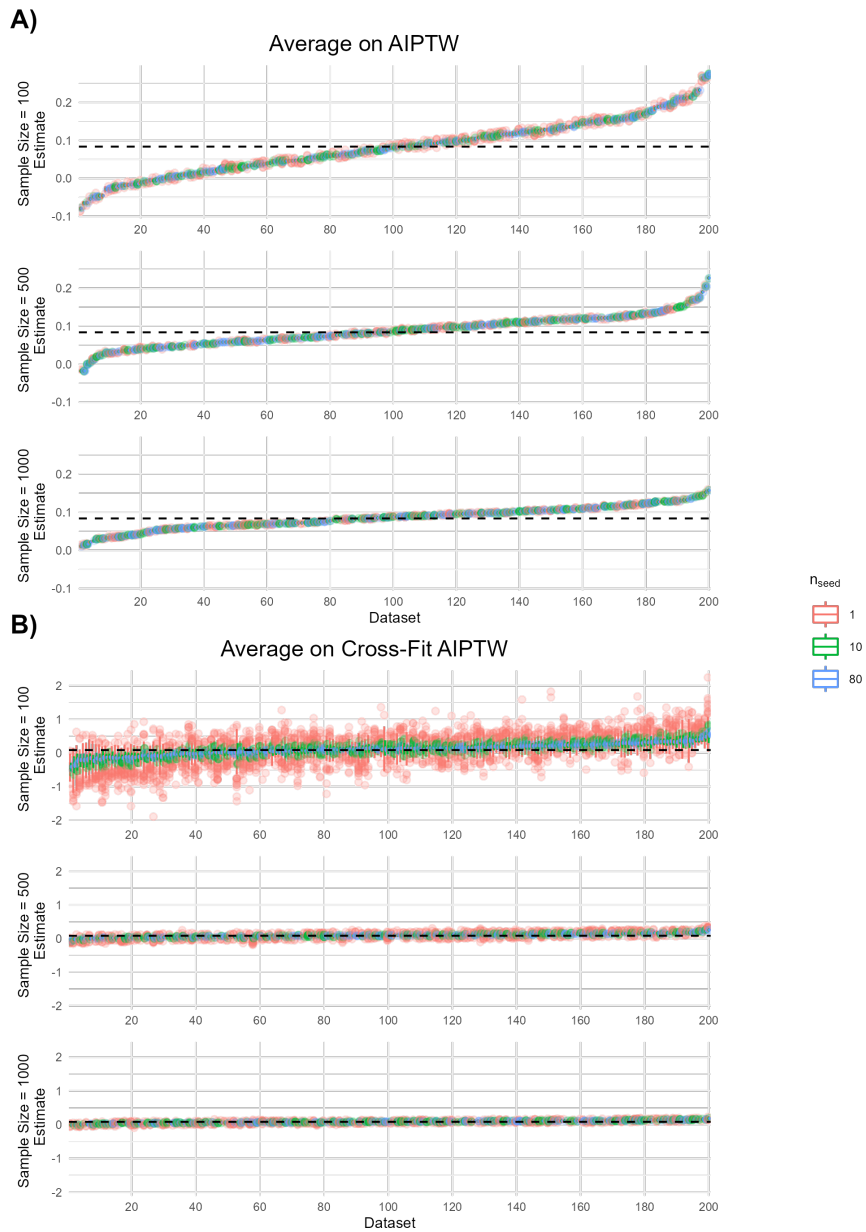 A)
Average on AIPTW
Sample Size = 100
Estimate
0.2
0.1
0.0
-0.1
20 40 60 80 100 120 140 160 180 200
Sample Size = 500
Estimate
0.2
0.1
0.0
-0.1
20 40 60 80 100 120 140 160 180 200
Sample Size = 1000
Estimate
0.2
0.1
0.0
-0.1
20 40 60 80 100 120 140 160 180 200
Dataset
n_seed
1
10
80
B)
Average on Cross-Fit AIPTW
Sample Size = 100
Estimate
2
1
0
-1
-2
20 40 60 80 100 120 140 160 180 200
Sample Size = 500
Estimate
2
1
0
-1
-2
20 40 60 80 100 120 140 160 180 200
Sample Size = 1000
Estimate
2
1
0
-1
-2
20 40 60 80 100 120 140 160 180 200
Dataset